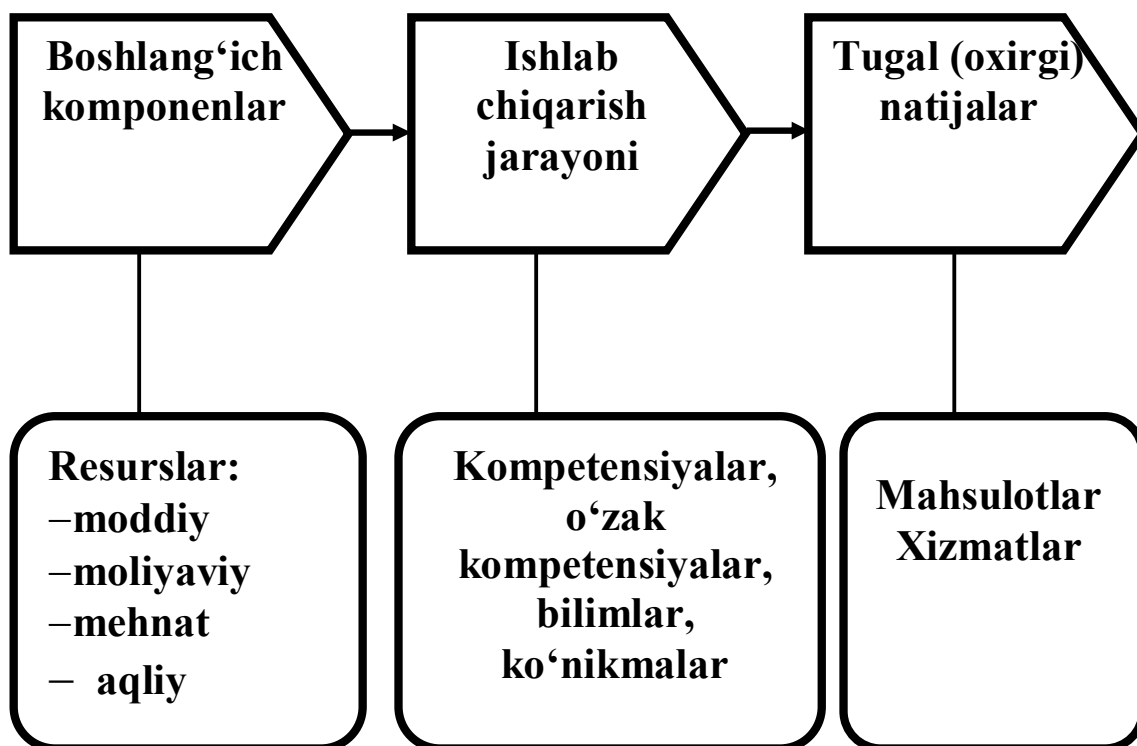 Boshlang‘ich
komponenlar
Ishlab
chiqarish
jarayoni
Tugal (oxirgi)
natijalar
Resurslar:
–moddiy
–moliyaviy
–mehnat
– aqliy
Kompetensiyalar,
o‘zak
kompetensiyalar,
bilimlar,
ko‘nikmalar
Mahsulotlar
Xizmatlar